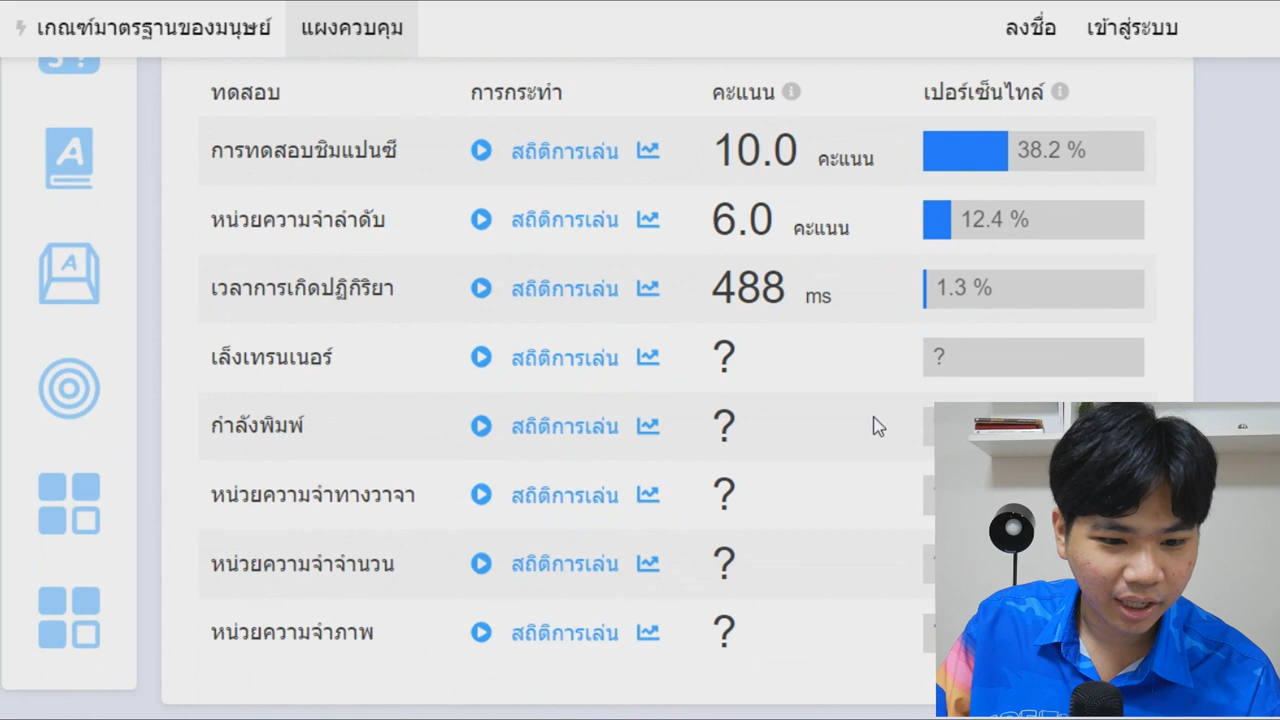 เกณฑ์มาตรฐานของมนุษย์ แผงควบคุม ลงชื่อ เข้าสู่ระบบ
ทดสอบ การกระทำ คะแนน เปอร์เซ็นไทล์
การทดสอบชิมแปนซี สถิติการเล่น 10.0 คะแนน 38.2 %
หน่วยความจำลำดับ สถิติการเล่น 6.0 คะแนน 12.4 %
เวลาการเกิดปฏิกิริยา สถิติการเล่น 488 ms 1.3 %
เล็งเทรนเนอร์ สถิติการเล่น ? ?
กำลังพิมพ์ สถิติการเล่น ?
หน่วยความจำทางวาจา สถิติการเล่น ?
หน่วยความจำจำนวน สถิติการเล่น ?
หน่วยความจำภาพ สถิติการเล่น ?
A
A